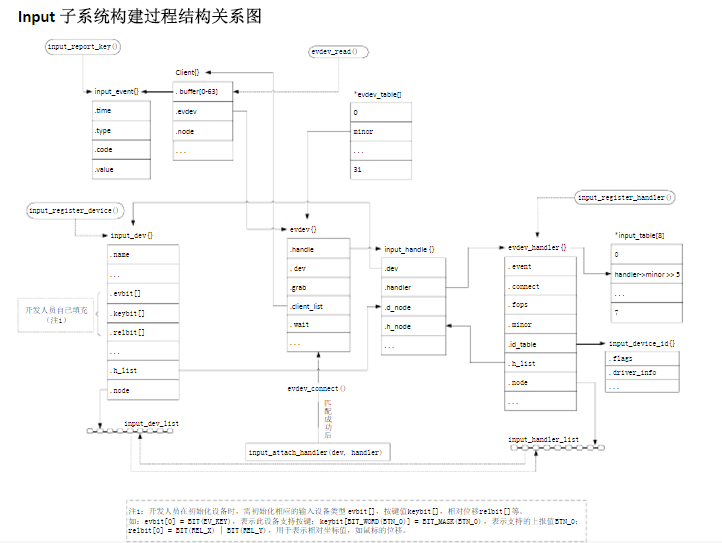 Input 子系统构建过程结构关系图
input_report_key()
evdev_read()
Client{}
input_event{}
.buffer[0-63]
*evdev_table[]
.time
.evdev
0
.type
.node
minor
.code
...
...
.value
31
input_register_device()
input_register_handler()
input_dev{}
evdev{}
input_handle{}
evdev_handler{}
*input_table[8]
.name
.handle
.dev
.event
0
...
.dev
.handler
.connect
handler->minor >> 5
.evbit[]
.grab
.d_node
.fops
...
开发人员自己填充
(注1)
.keybit[]
.client_list
.h_node
.minor
7
.relbit[]
.wait
...
.id_table
input_device_id{}
...
...
.h_list
.flags
.h_list
.node
.driver_info
.node
evdev_connect()
...
...
匹配成功后
input_dev_list
input_handler_list
input_attach_handler(dev, handler)
注1: 开发人员在初始化设备时,需初始化相应的输入设备类型evbit[],按键值keybit[],相对位移relbit[]等。
如: evbit[0] = BIT(EV_KEY),表示此设备支持按键; keybit[BIT_WORD(BTN_0)] = BIT_MASK(BTN_0),表示支持的上报值BTN_0;
relbit[0] = BIT(REL_X) | BIT(REL_Y),用于表示相对坐标值,如鼠标的位移。